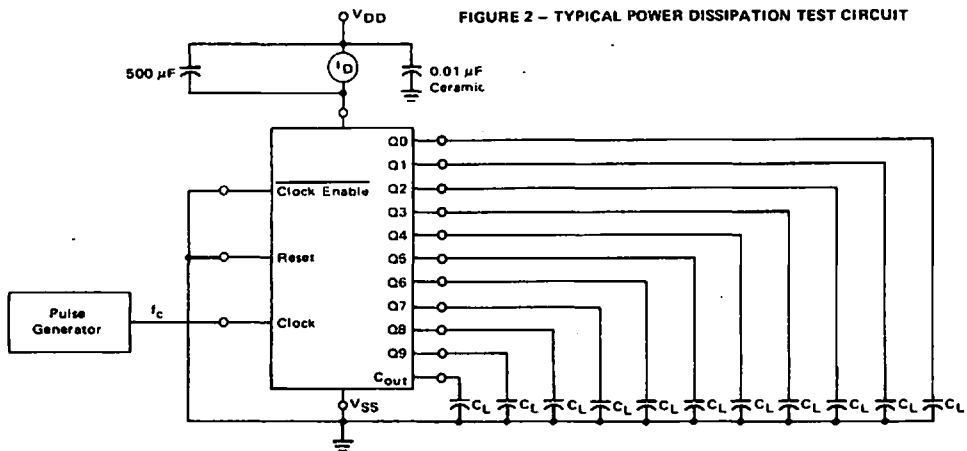 FIGURE 2 – TYPICAL POWER DISSIPATION TEST CIRCUIT
VDD
500 µF
ID
0.01 µF
Ceramic
Q0
Q1
Clock Enable
Q2
Q3
Q4
Reset
Q5
Q6
Pulse
Generator
fc
Clock
Q7
Q8
Q9
Cout
VSS
CL CL CL CL CL CL CL CL CL CL CL